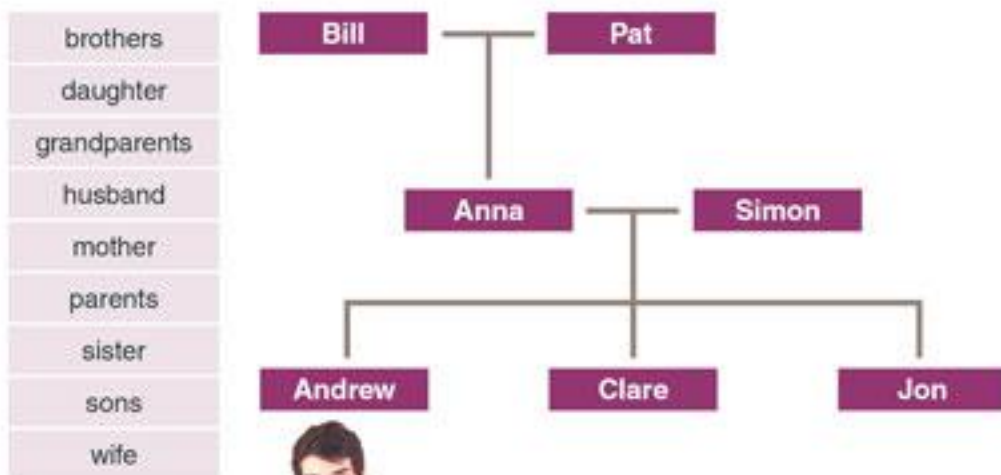 brothers
daughter
grandparents
husband
mother
parents
sister
sons
wife
Bill Pat
Anna Simon
Andrew Clare Jon